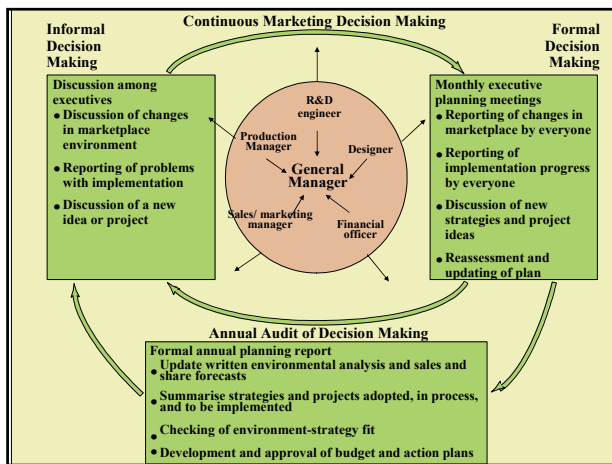 Continuous Marketing Decision Making
Informal
Decision
Making
Formal
Decision
Making
Discussion among
executives
● Discussion of changes
in marketplace
environment
● Reporting of problems
with implementation
● Discussion of a new
idea or project
R&D
engineer
Production
Manager
Designer
General
Manager
Sales/ marketing
manager
Financial
officer
Monthly executive
planning meetings
● Reporting of changes in
marketplace by everyone
● Reporting of
implementation progress
by everyone
● Discussion of new
strategies and project
ideas
● Reassessment and
updating of plan
Annual Audit of Decision Making
Formal annual planning report
● Update written environmental analysis and sales and
share forecasts
● Summarise strategies and projects adopted, in process,
and to be implemented
● Checking of environment-strategy fit
● Development and approval of budget and action plans